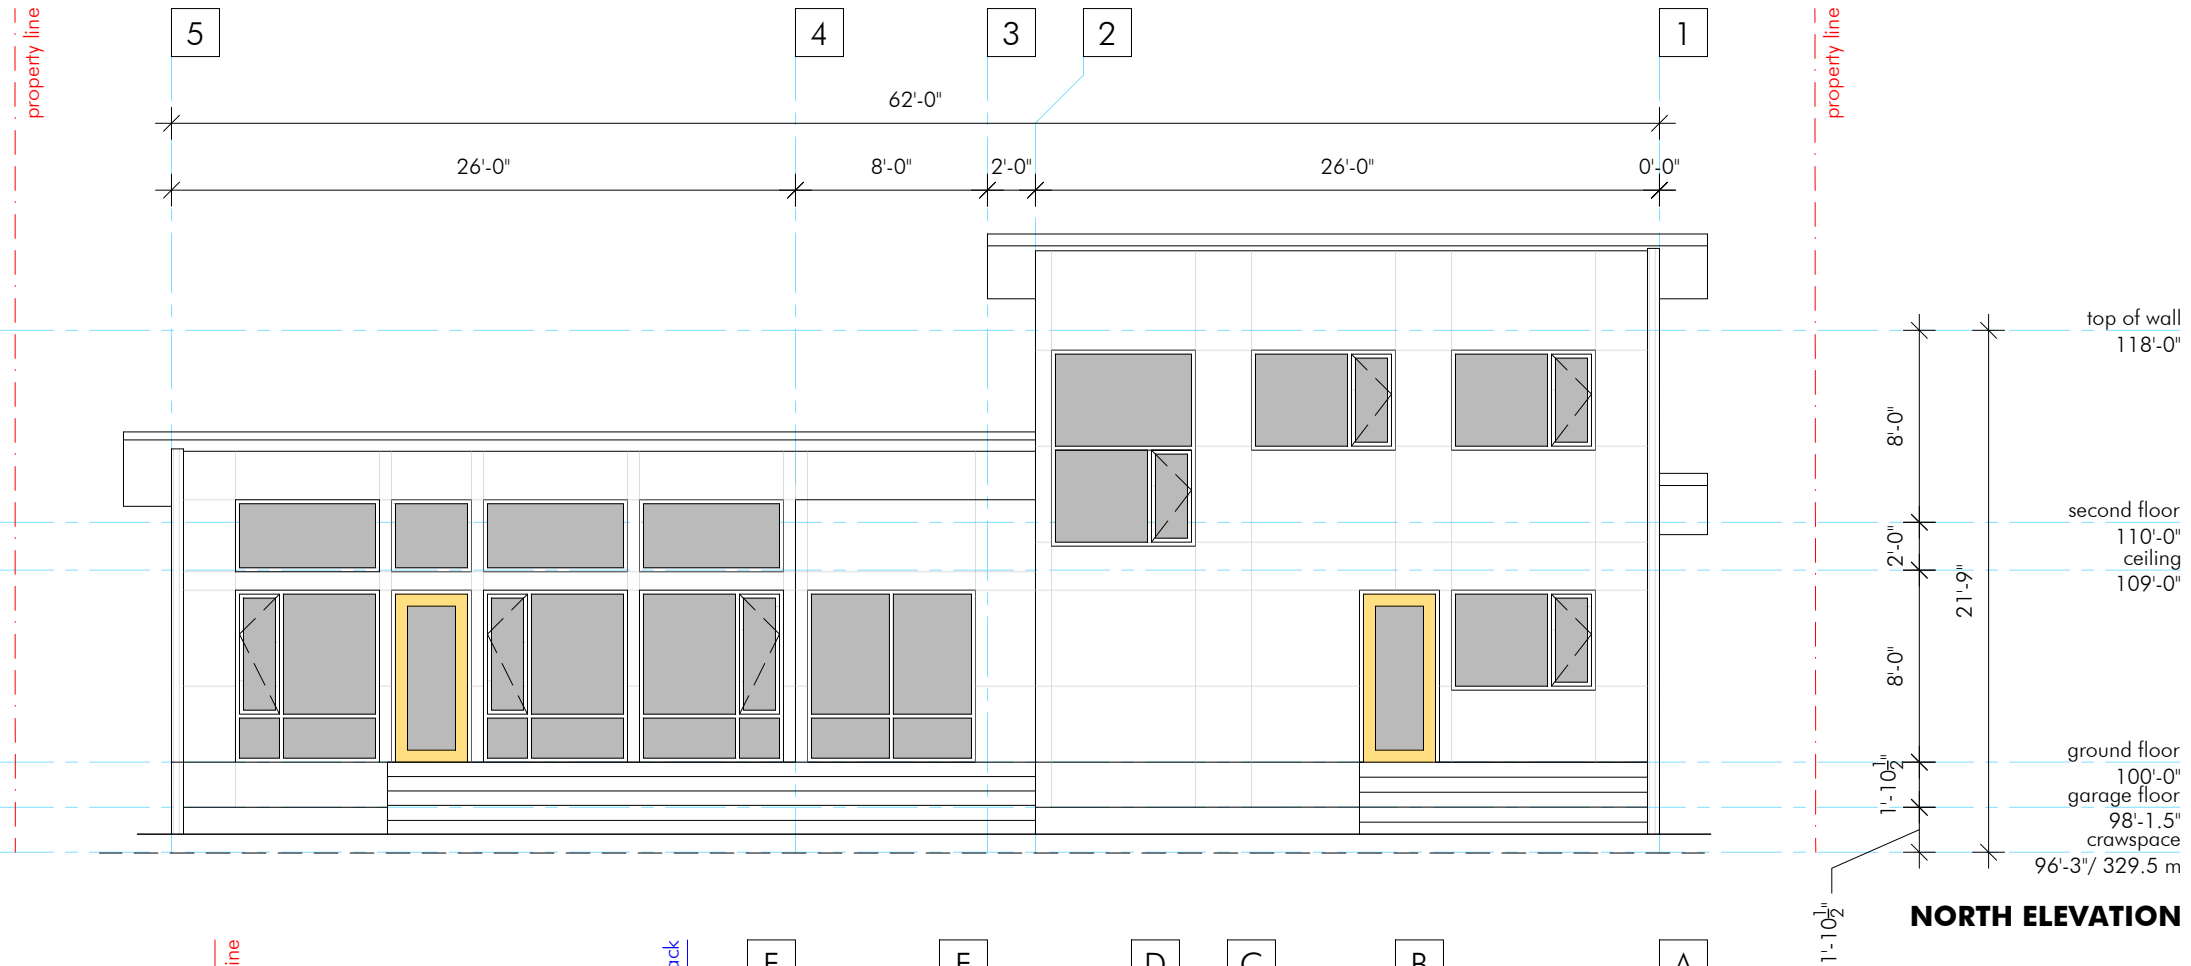 property line
5
4
3
2
1
property line
62'-0"
26'-0"
8'-0"
2'-0"
26'-0"
0'-0"
top of wall
118'-0"
8'-0"
second floor
110'-0"
2'-0"
ceiling
109'-0"
21'-9"
8'-0"
ground floor
100'-0"
1'-10½"
garage floor
98'-1.5"
crawspace
96'-3"/ 329.5 m
1'-10½"
NORTH ELEVATION
ine
ack
D
C
B
A